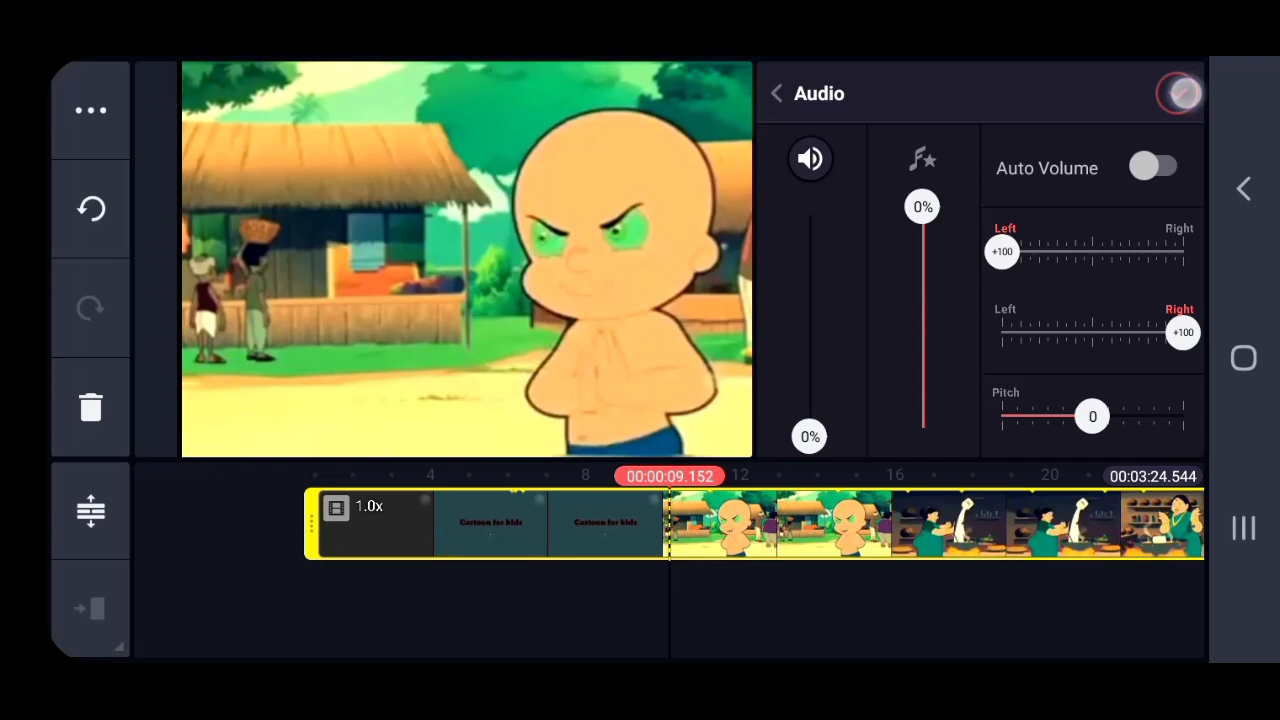 Audio
Auto Volume
0%
Left
Right
+100
Left
Right
+100
Pitch
0
0%
4
8
00:00:09.152
12
16
20
00:03:24.544
1.0x
Cartoon for kids
Cartoon for kids